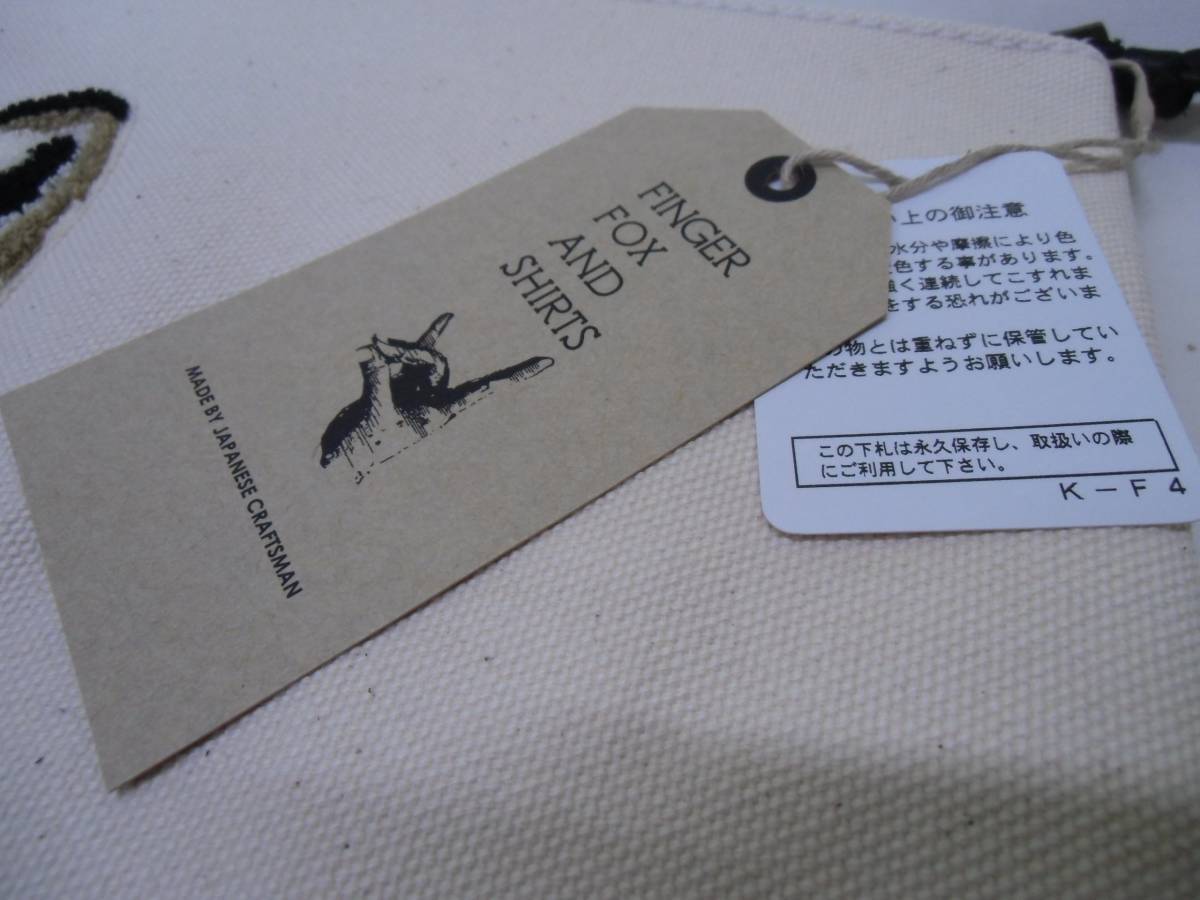 FINGER
FOX
AND
SHIRTS
MADE BY JAPANESE CRAFTSMAN
上の御注意
水分や摩擦により色
色する事があります。
強く連続してこすれま
をする恐れがございま
物とは重ねずに保管してい
ただきますようお願いします。
この下札は永久保存し、取扱いの際
にご利用して下さい。
K－F4